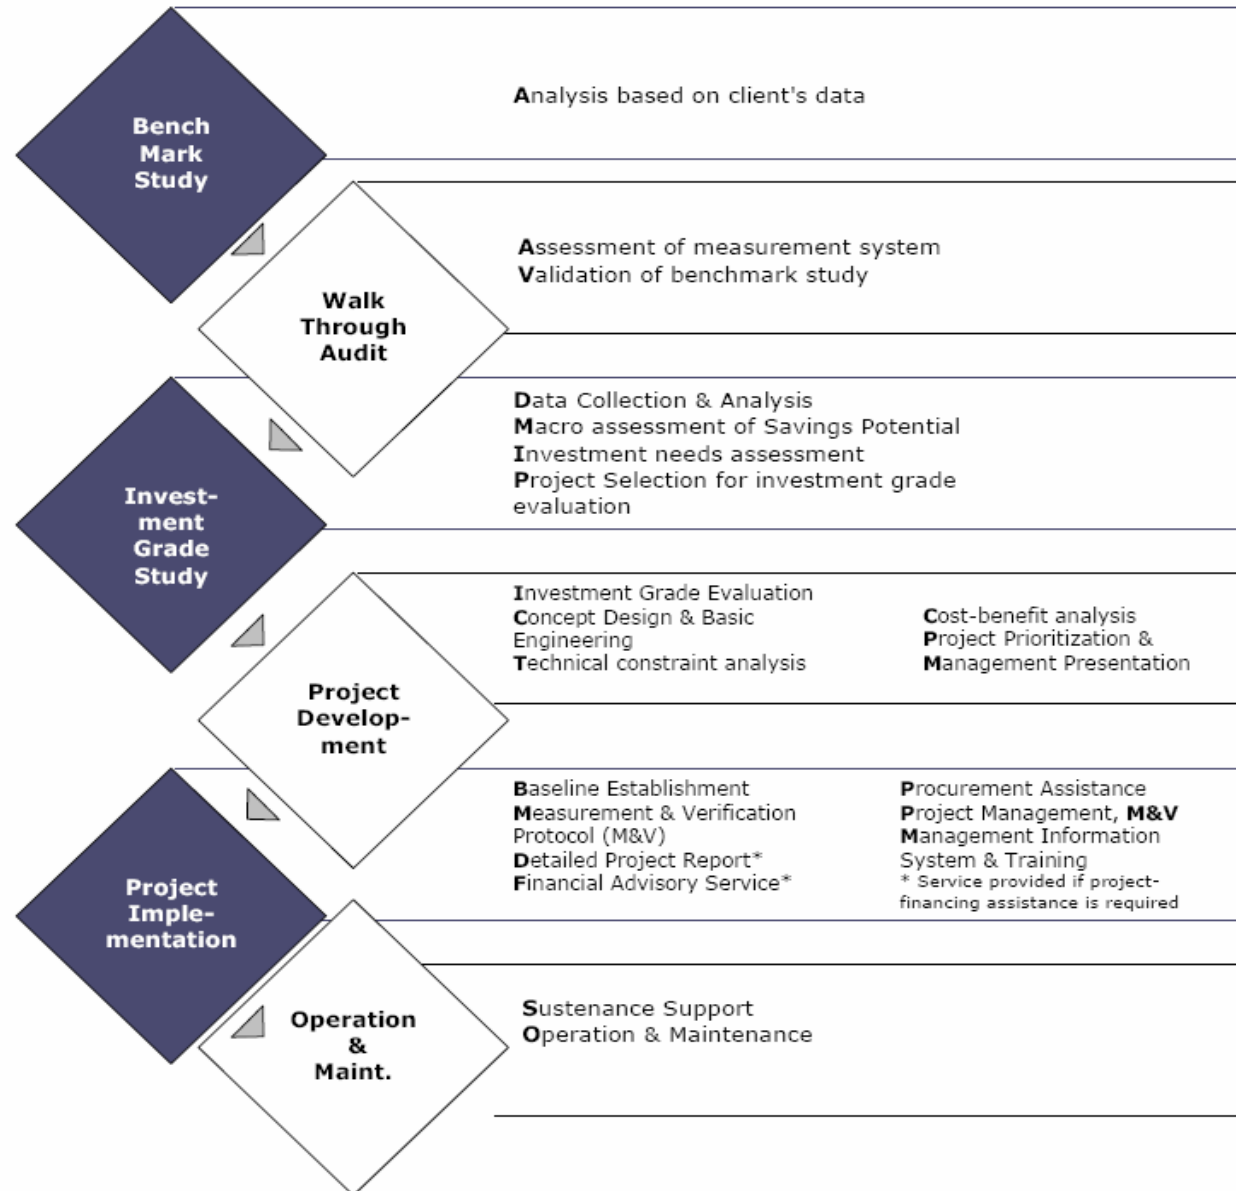 Bench
Mark
Study
Analysis based on client's data
Walk
Through
Audit
Assessment of measurement system
Validation of benchmark study
Invest-
ment
Grade
Study
Data Collection & Analysis
Macro assessment of Savings Potential
Investment needs assessment
Project Selection for investment grade
evaluation
Project
Develop-
ment
Investment Grade Evaluation
Concept Design & Basic
Engineering
Technical constraint analysis
Cost-benefit analysis
Project Prioritization &
Management Presentation
Project
Imple-
mentation
Baseline Establishment
Measurement & Verification
Protocol (M&V)
Detailed Project Report*
Financial Advisory Service*
Procurement Assistance
Project Management, M&V
Management Information
System & Training
* Service provided if project-
financing assistance is required
Operation
&
Maint.
Sustenance Support
Operation & Maintenance